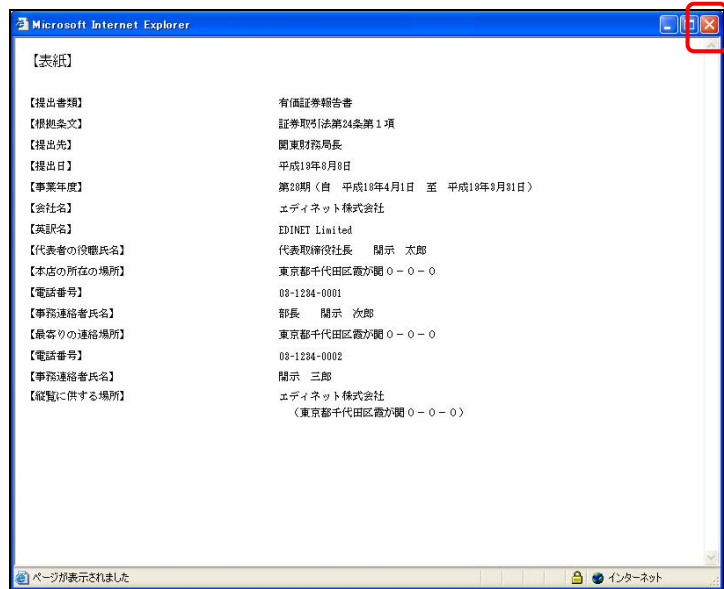 Microsoft Internet Explorer
【表紙】
【提出書類】 有価証券報告書
【根拠条文】 証券取引法第24条第1項
【提出先】 関東財務局長
【提出日】 平成19年8月8日
【事業年度】 第28期（自 平成18年4月1日 至 平成19年3月31日）
【会社名】 エディネット株式会社
【英訳名】 EDINET Limited
【代表者の役職氏名】 代表取締役社長 開示 太郎
【本店の所在の場所】 東京都千代田区霞が関０－０－０
【電話番号】 03-1234-0001
【事務連絡者氏名】 部長 開示 次郎
【最寄りの連絡場所】 東京都千代田区霞が関０－０－０
【電話番号】 03-1234-0002
【事務連絡者氏名】 開示 三郎
【縦覧に供する場所】 エディネット株式会社
（東京都千代田区霞が関０－０－０）
ページが表示されました インターネット